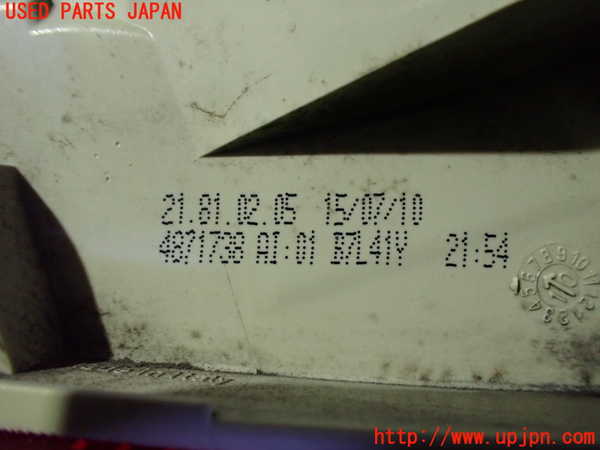 USED PARTS JAPAN
21.81.02.05 15/07/10
4871738 AI:01 B7L41Y 21:54
http://www.upjpn.com/